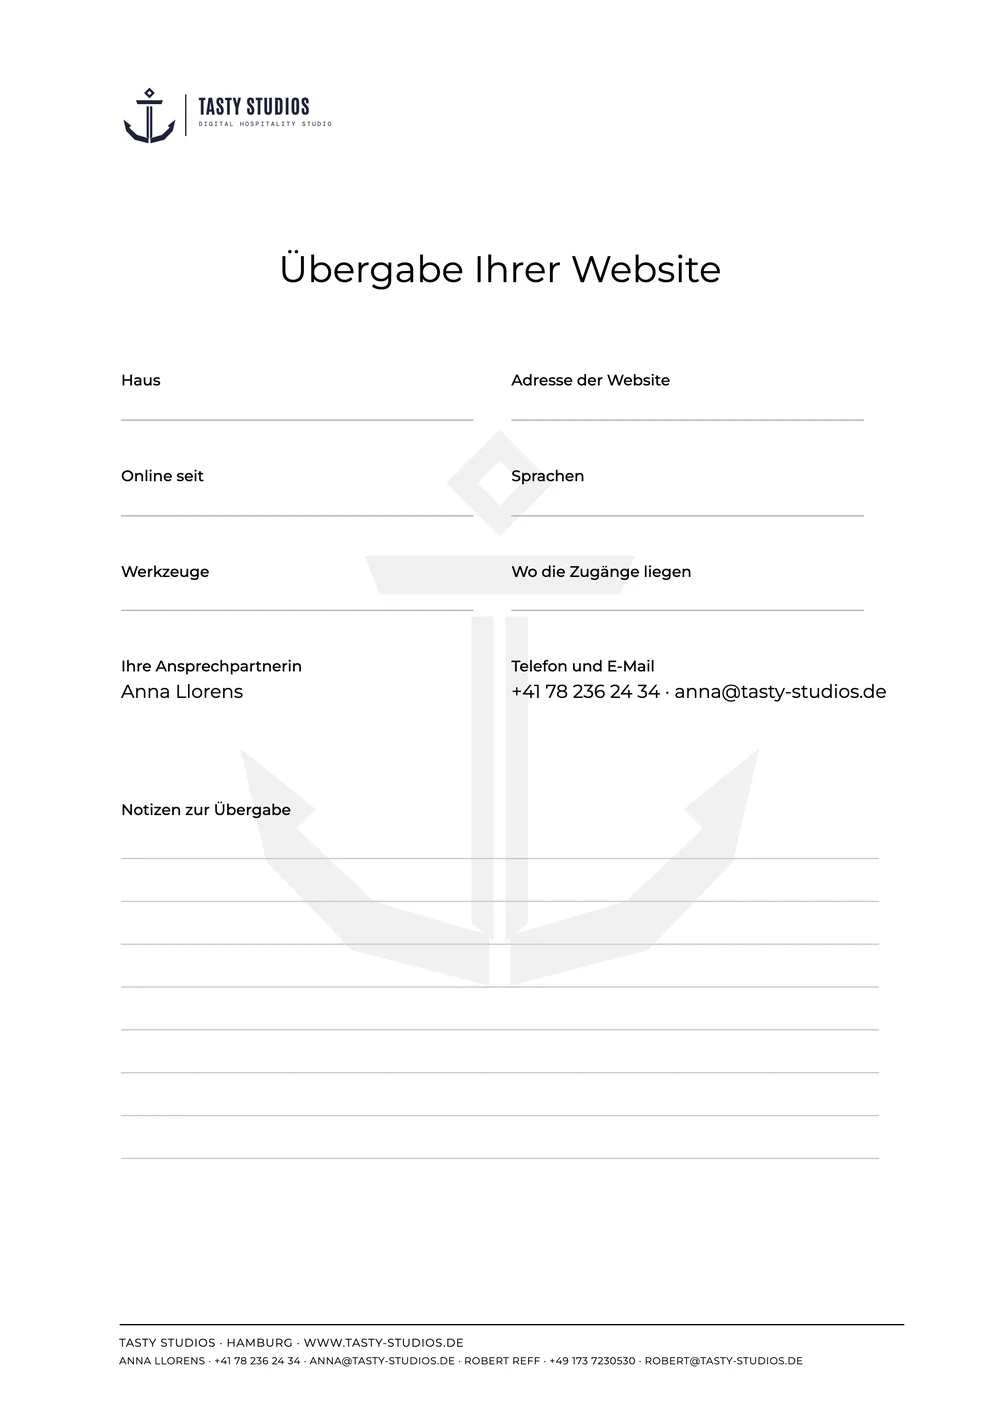 TASTY STUDIOS
DIGITAL HOSPITALITY STUDIO
Übergabe Ihrer Website
Haus
Adresse der Website
Online seit
Sprachen
Werkzeuge
Wo die Zugänge liegen
Ihre Ansprechpartnerin
Anna Llorens
Telefon und E-Mail
+41 78 236 24 34 · anna@tasty-studios.de
Notizen zur Übergabe
TASTY STUDIOS · HAMBURG · WWW.TASTY-STUDIOS.DE
ANNA LLORENS · +41 78 236 24 34 · ANNA@TASTY-STUDIOS.DE · ROBERT REFF · +49 173 7230530 · ROBERT@TASTY-STUDIOS.DE